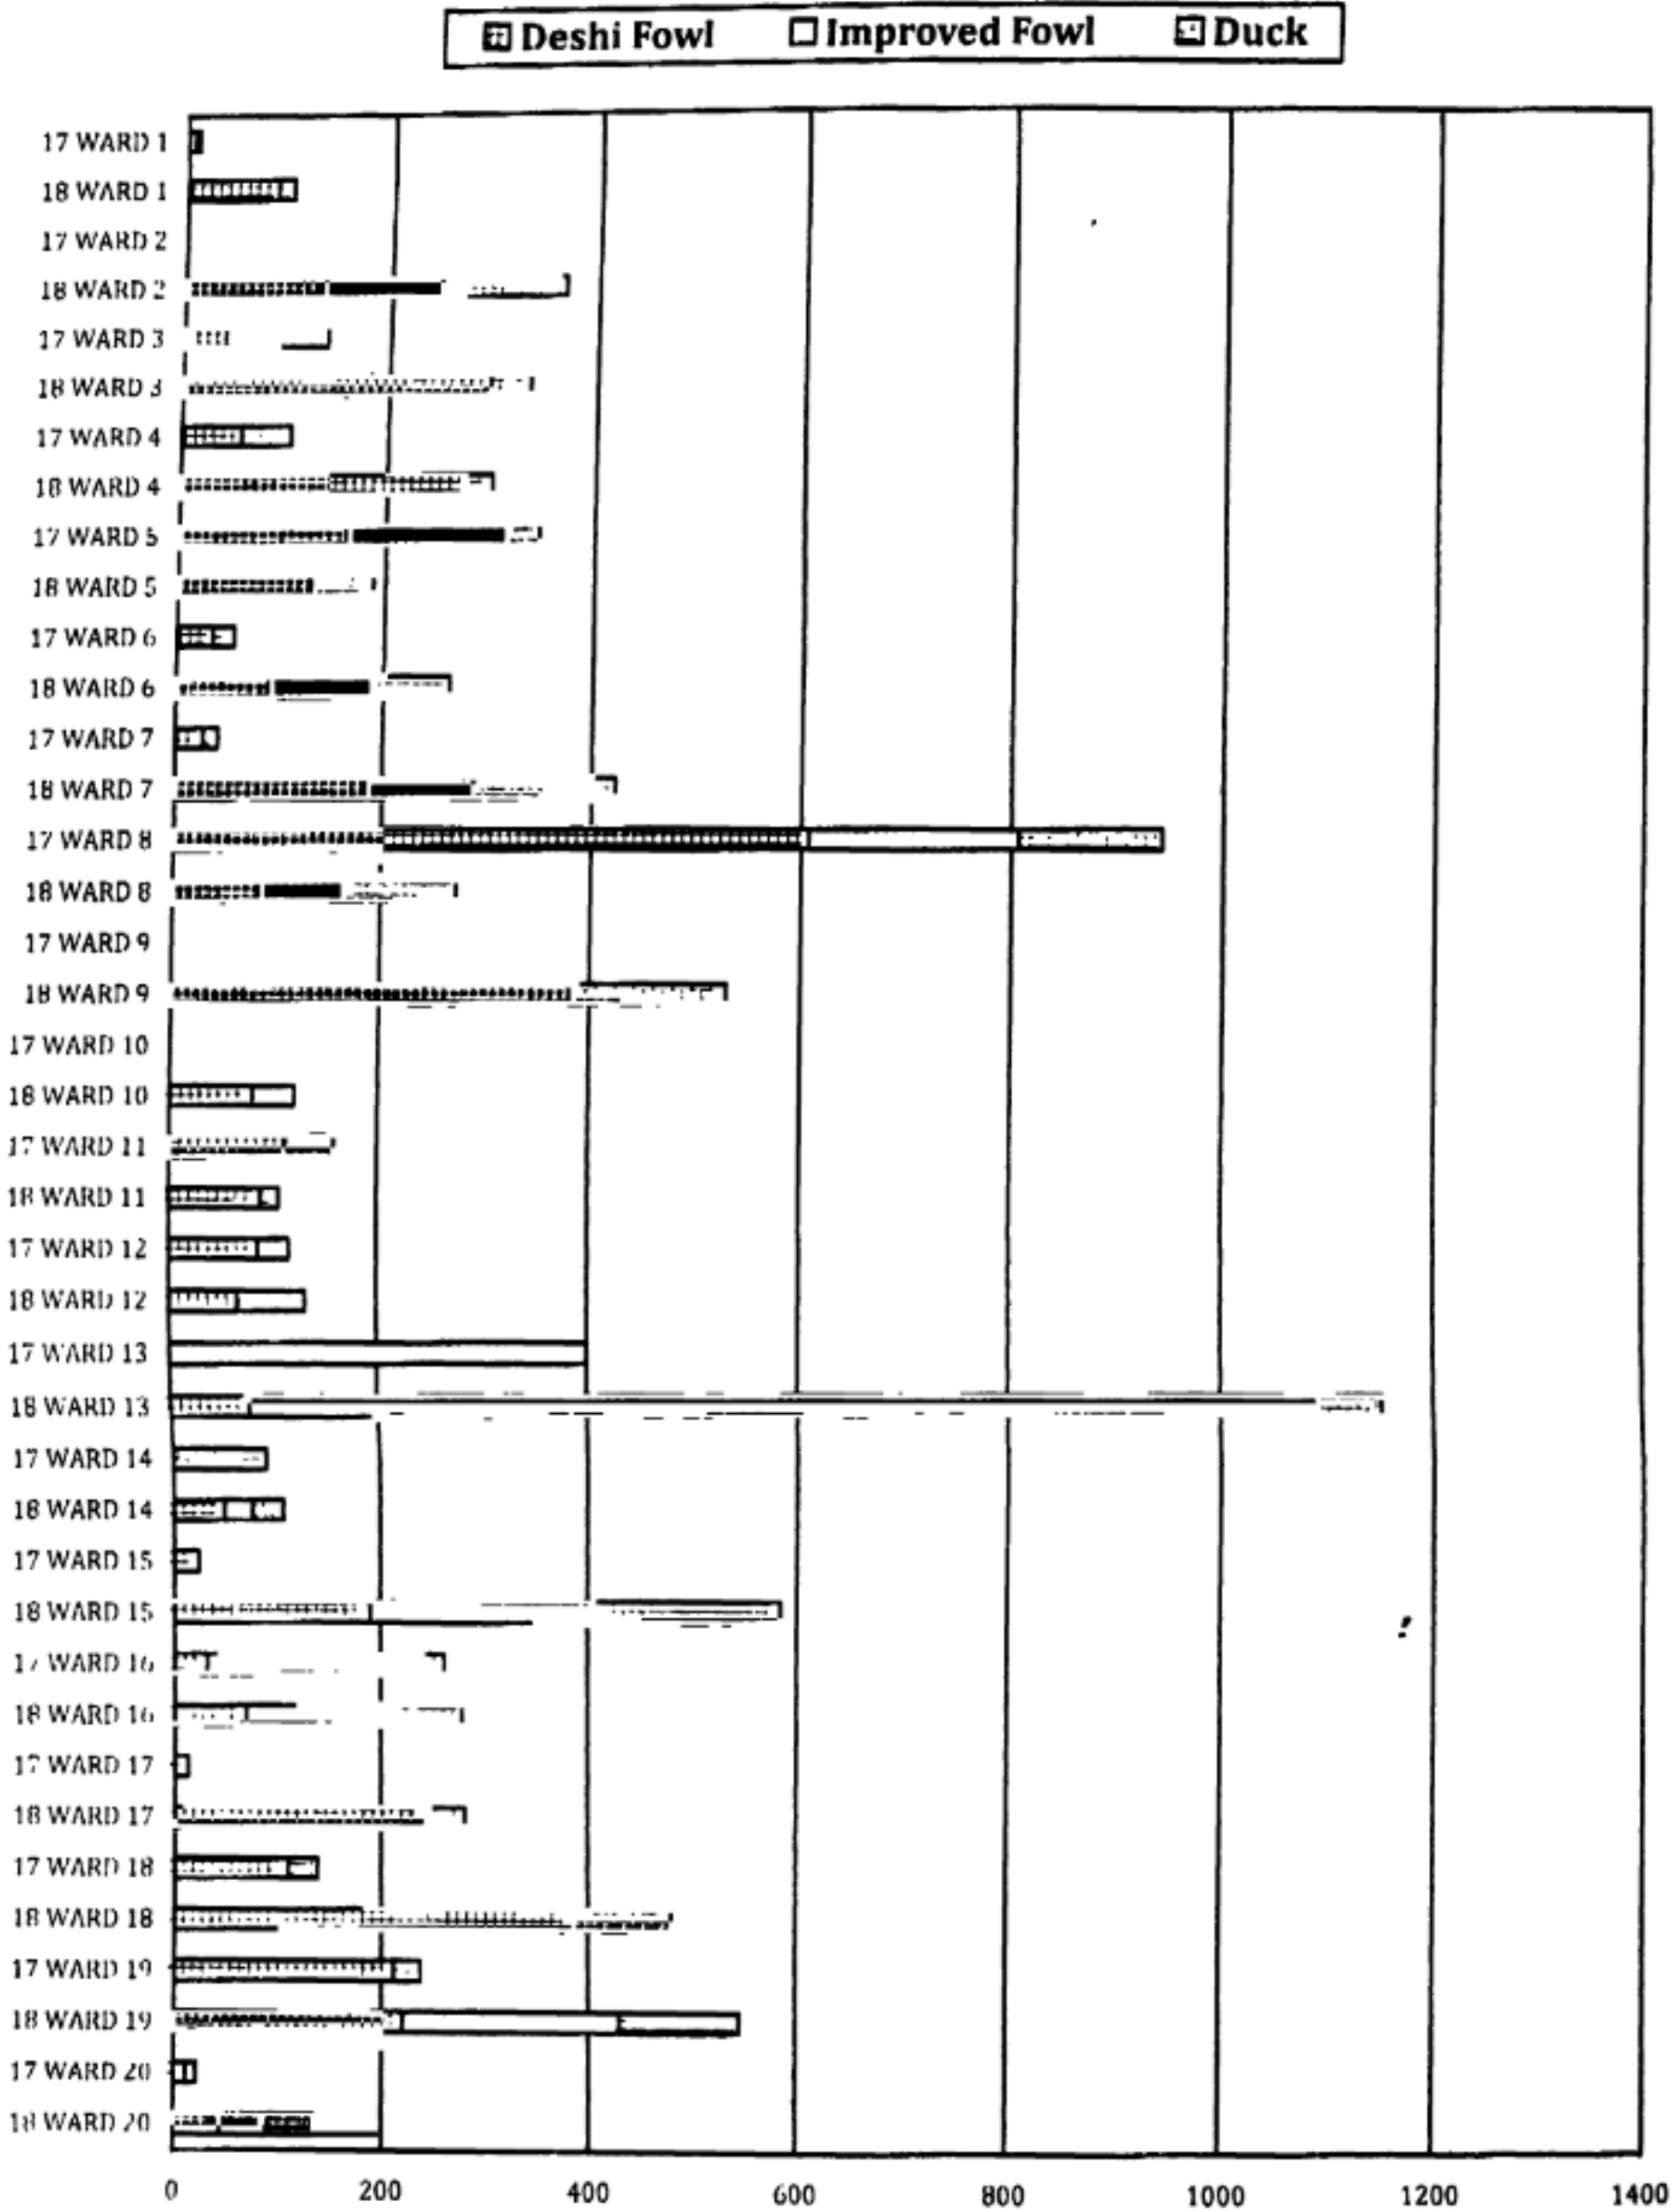 Deshi Fowl Improved Fowl Duck
17 WARD 1
18 WARD 1
17 WARD 2
18 WARD 2
17 WARD 3
18 WARD 3
17 WARD 4
18 WARD 4
17 WARD 5
18 WARD 5
17 WARD 6
18 WARD 6
17 WARD 7
18 WARD 7
17 WARD 8
18 WARD 8
17 WARD 9
18 WARD 9
17 WARD 10
18 WARD 10
17 WARD 11
18 WARD 11
17 WARD 12
18 WARD 12
17 WARD 13
18 WARD 13
17 WARD 14
18 WARD 14
17 WARD 15
18 WARD 15
17 WARD 16
18 WARD 16
17 WARD 17
18 WARD 17
17 WARD 18
18 WARD 18
17 WARD 19
18 WARD 19
17 WARD 20
18 WARD 20
0 200 400 600 800 1000 1200 1400